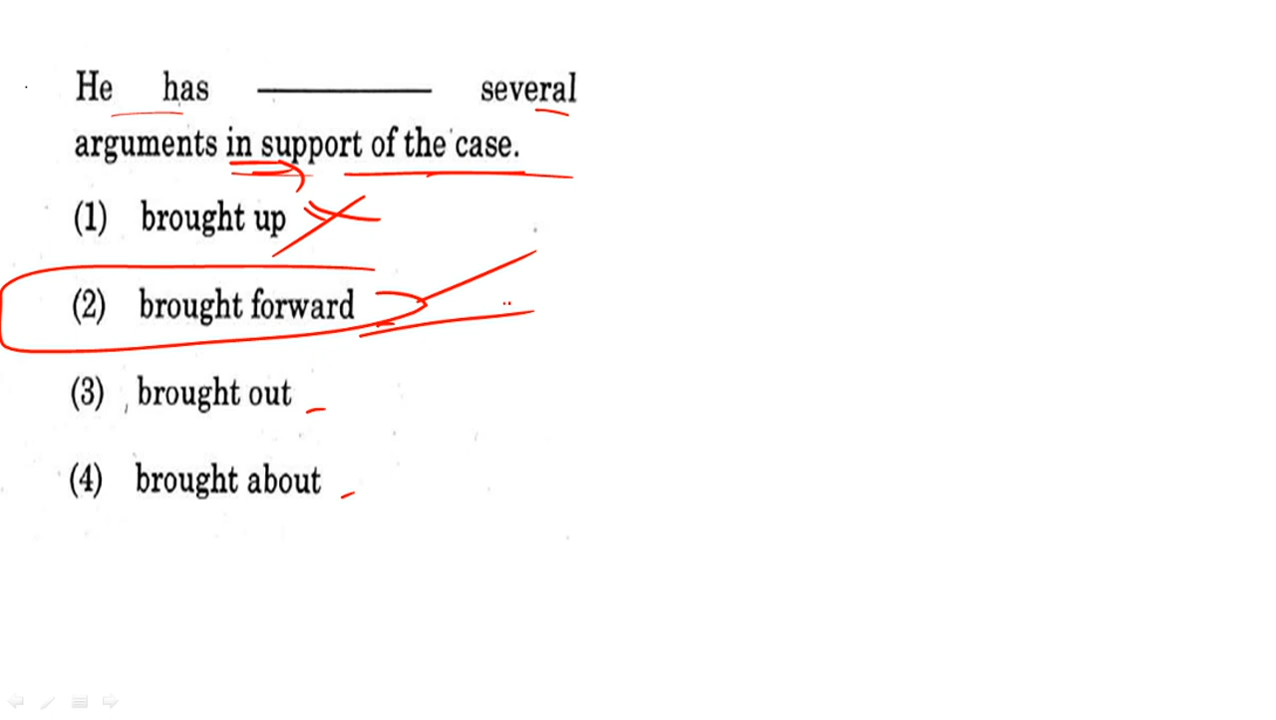 He has __________ several
arguments in support of the case.
(1) brought up
(2) brought forward
(3) brought out
(4) brought about